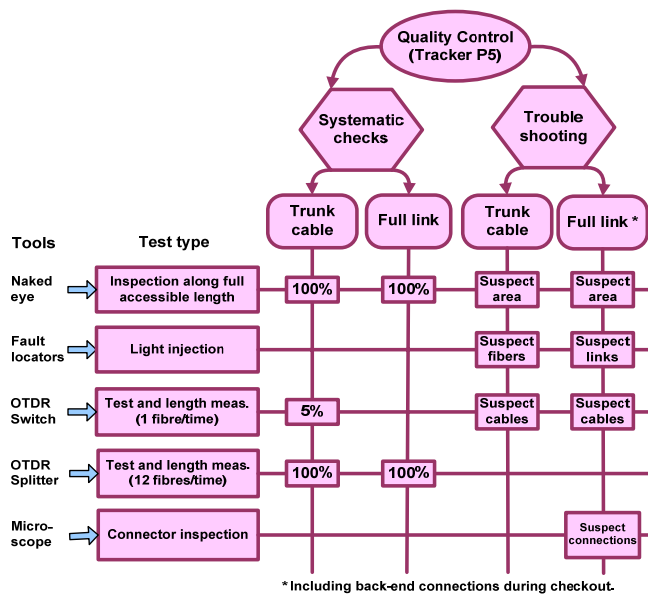 Quality Control
(Tracker P5)
Systematic
checks
Trouble
shooting
Trunk
cable
Full link
Trunk
cable
Full link *
Tools
Test type
Naked
eye
Inspection along full
accessible length
100%
100%
Suspect
area
Suspect
area
Fault
locators
Light injection
Suspect
fibers
Suspect
links
OTDR
Switch
Test and length meas.
(1 fibre/time)
5%
Suspect
cables
Suspect
cables
OTDR
Splitter
Test and length meas.
(12 fibres/time)
100%
100%
Micro-
scope
Connector inspection
Suspect
connections
* Including back-end connections during checkout.